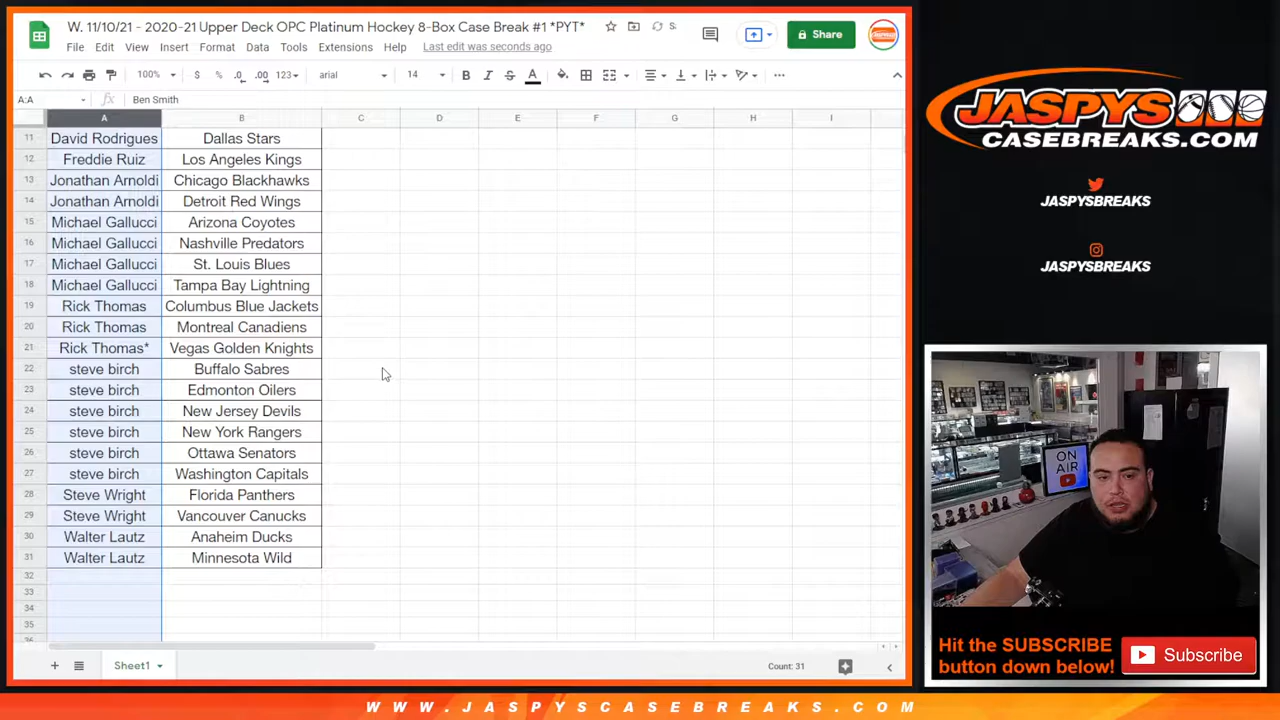 W. 11/10/21 - 2020-21 Upper Deck OPC Platinum Hockey 8-Box Case Break #1 *PYT*
File Edit View Insert Format Data Tools Extensions Help Last edit was seconds ago
Share
100% $ % .0 .00 123 arial 14 B I S A
A:A fx Ben Smith
A B C D E F G H I
11 David Rodrigues Dallas Stars
12 Freddie Ruiz Los Angeles Kings
13 Jonathan Arnoldi Chicago Blackhawks
14 Jonathan Arnoldi Detroit Red Wings
15 Michael Gallucci Arizona Coyotes
16 Michael Gallucci Nashville Predators
17 Michael Gallucci St. Louis Blues
18 Michael Gallucci Tampa Bay Lightning
19 Rick Thomas Columbus Blue Jackets
20 Rick Thomas Montreal Canadiens
21 Rick Thomas* Vegas Golden Knights
22 steve birch Buffalo Sabres
23 steve birch Edmonton Oilers
24 steve birch New Jersey Devils
25 steve birch New York Rangers
26 steve birch Ottawa Senators
27 steve birch Washington Capitals
28 Steve Wright Florida Panthers
29 Steve Wright Vancouver Canucks
30 Walter Lautz Anaheim Ducks
31 Walter Lautz Minnesota Wild
32
33
34
35
Sheet1
Count: 31
JASPYS
CASEBREAKS.COM
JASPYSBREAKS
JASPYSBREAKS
ON
AIR
Hit the SUBSCRIBE
button down below!
Subscribe
WWW.JASPYSCASEBREAKS.COM